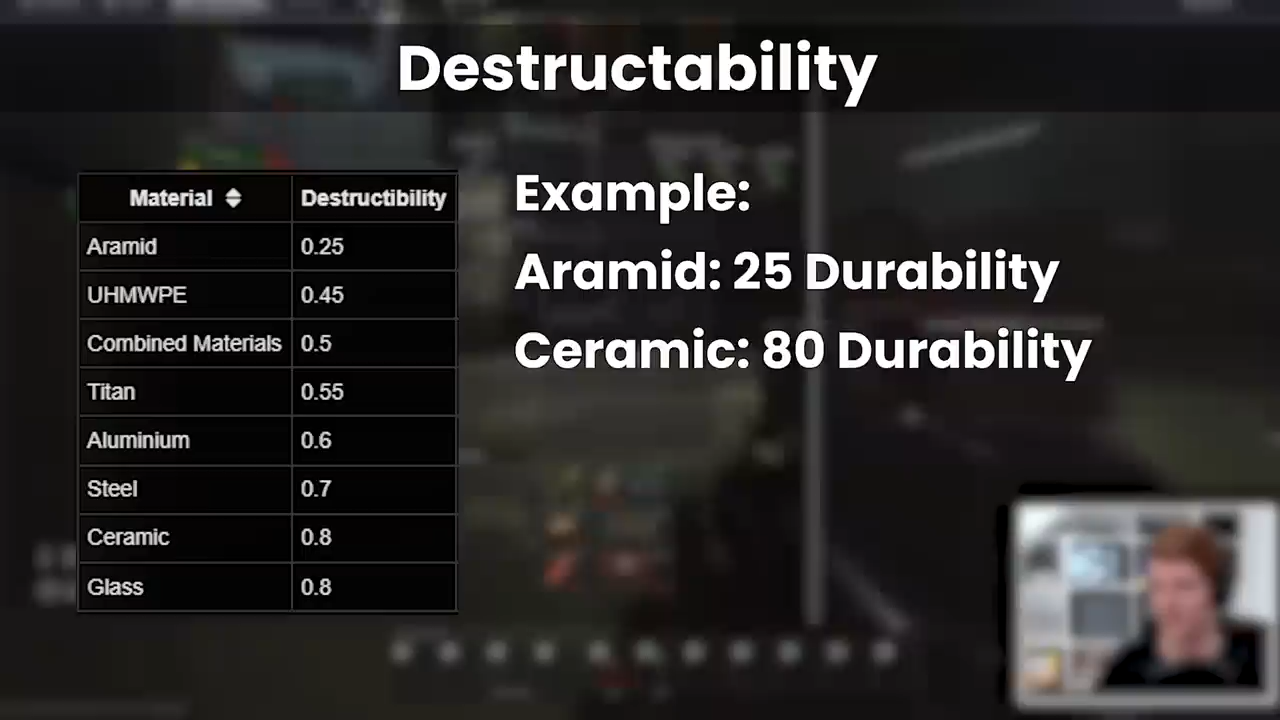 Destructability
Material Destructibility
Aramid 0.25
UHMWPE 0.45
Combined Materials 0.5
Titan 0.55
Aluminium 0.6
Steel 0.7
Ceramic 0.8
Glass 0.8
Example:
Aramid: 25 Durability
Ceramic: 80 Durability